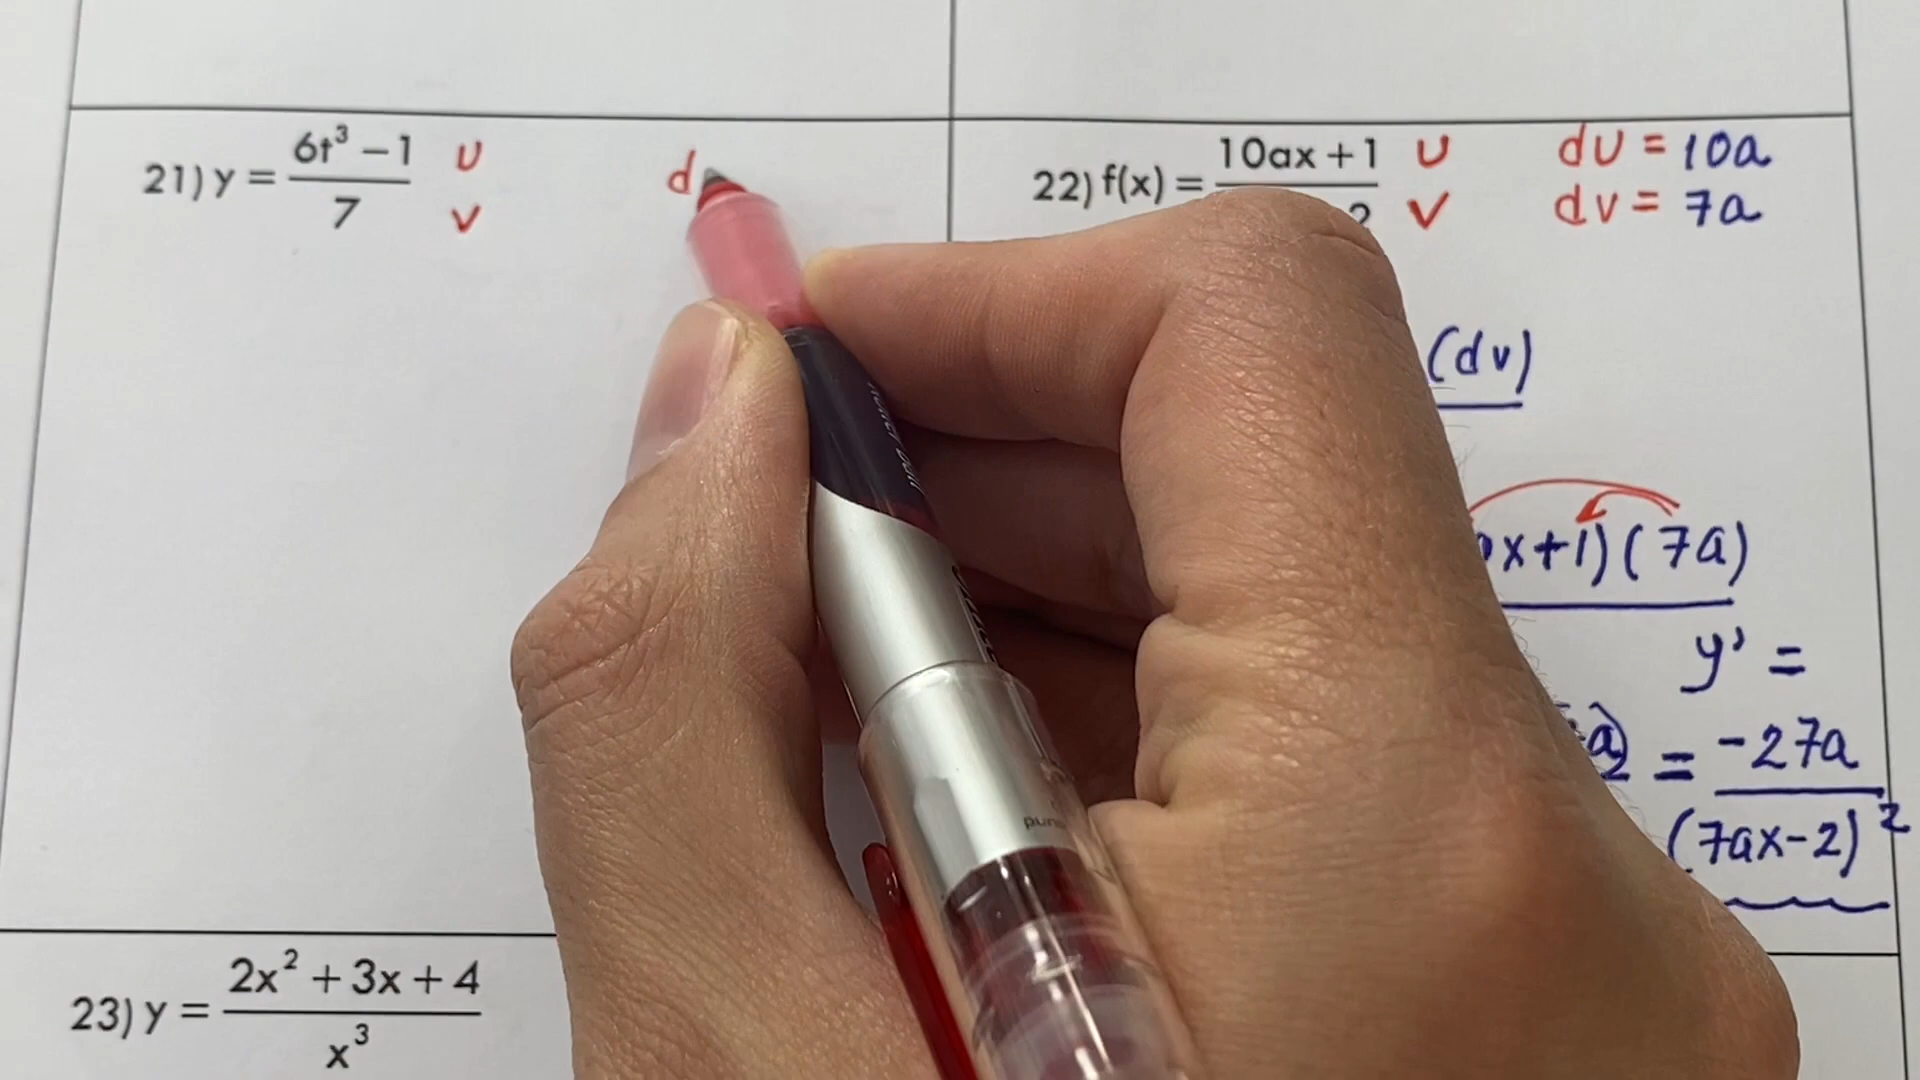 21) y = 6t³ – 1 / 7
U
V
d
22) f(x) = 10ax + 1
2
U
V
du = 10a
dv = 7a
(dv)
x+1)(7a)
y' =
a) = -27a / (7ax-2)²
23) y = 2x² + 3x + 4 / x³